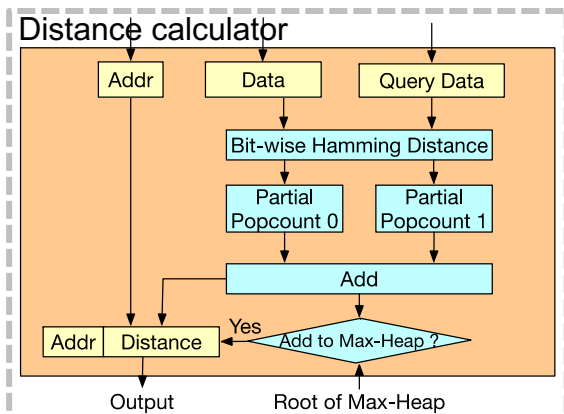 Distance calculator
Addr
Data
Query Data
Bit-wise Hamming Distance
Partial
Popcount 0
Partial
Popcount 1
Add
Addr
Distance
Yes
Add to Max-Heap ?
Output
Root of Max-Heap